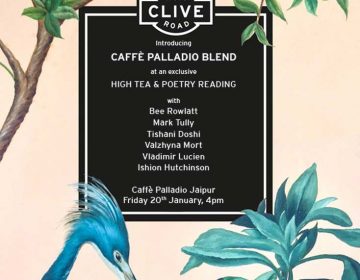 CLIVE
ROAD
Introducing
CAFFÈ PALLADIO BLEND
at an exclusive
HIGH TEA & POETRY READING
with
Bee Rowlatt
Mark Tully
Tishani Doshi
Valzhyna Mort
Vladimir Lucien
Ishion Hutchinson
Caffè Palladio Jaipur
Friday 20th January, 4pm